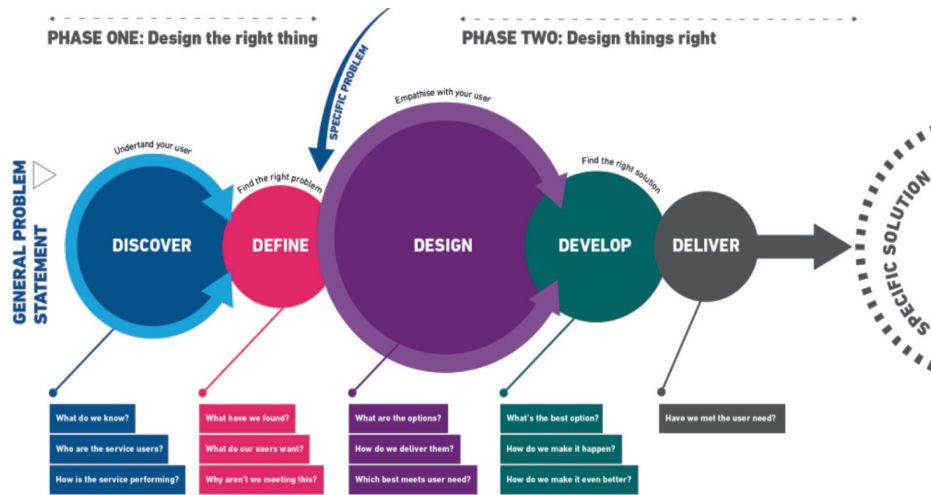 PHASE ONE: Design the right thing
PHASE TWO: Design things right
GENERAL PROBLEM
STATEMENT
Undertand your user
DISCOVER
Find the right problem
DEFINE
SPECIFIC PROBLEM
Empathise with your user
DESIGN
Find the right solution
DEVELOP
DELIVER
SPECIFIC SOLUTION
What do we know?
Who are the service users?
How is the service performing?
What have we found?
What do our users want?
Why aren't we meeting this?
What are the options?
How do we deliver them?
Which best meets user need?
What's the best option?
How do we make it happen?
How do we make it even better?
Have we met the user need?